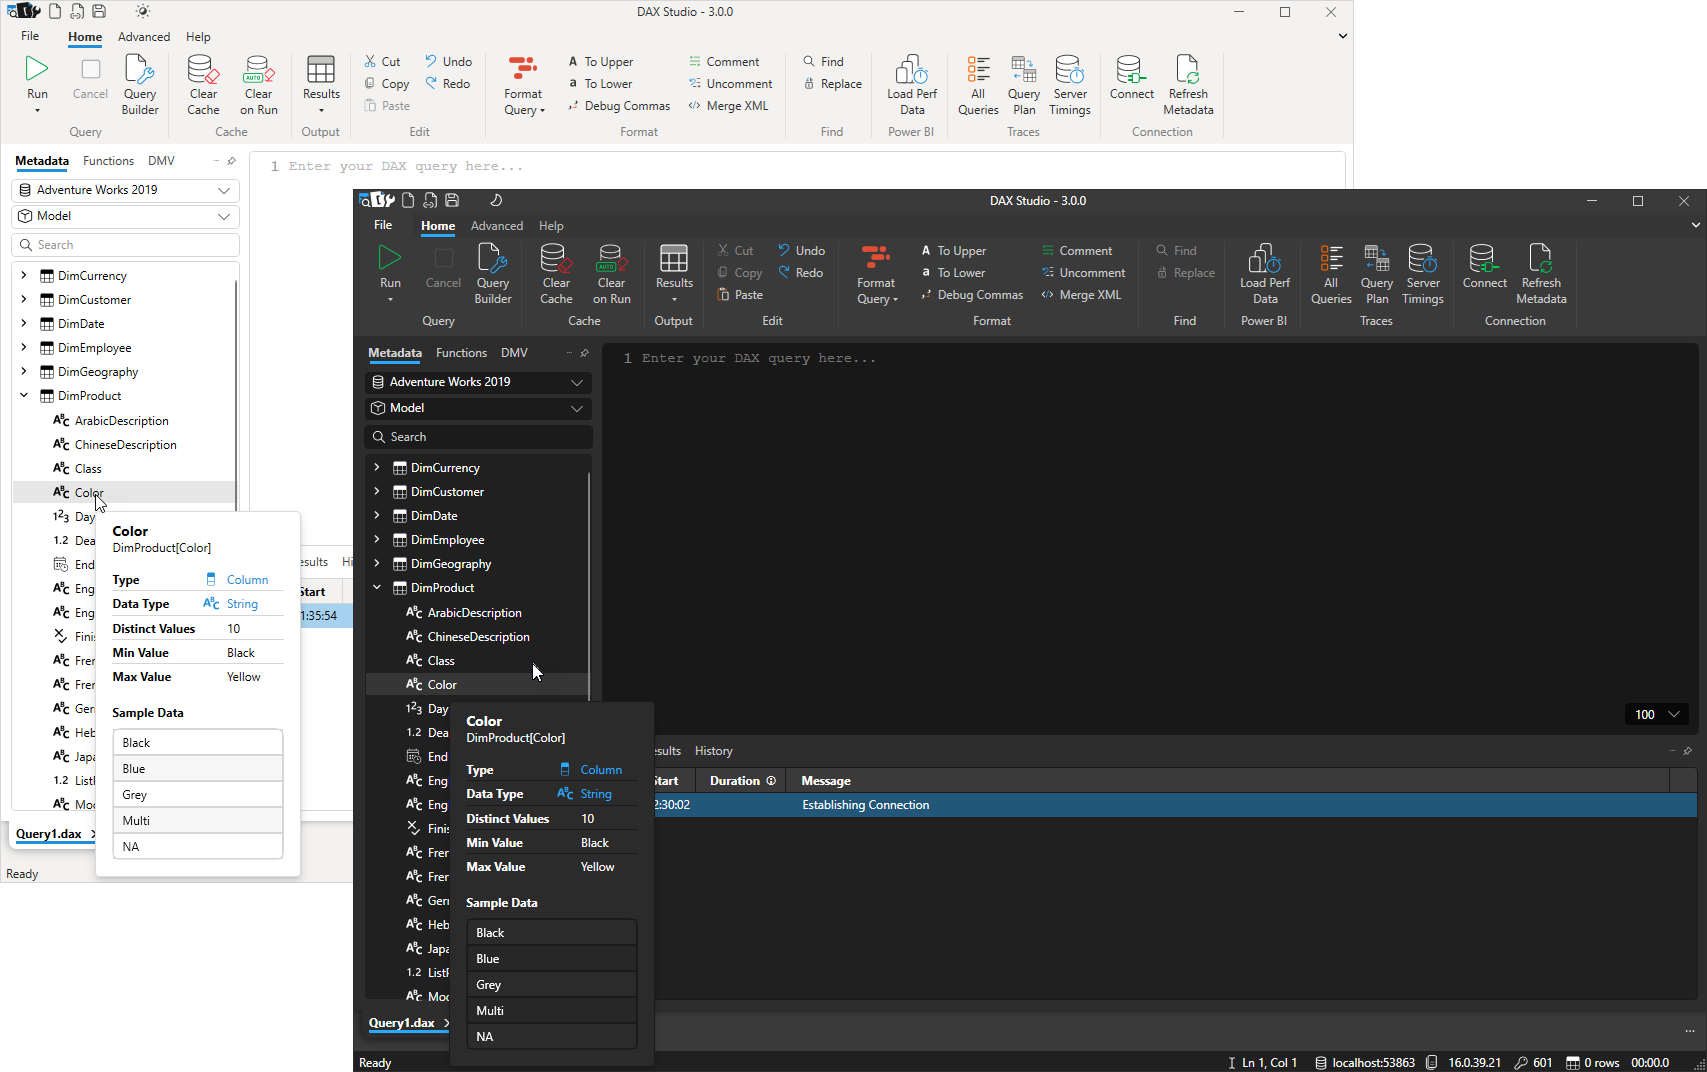 DAX Studio - 3.0.0
File Home Advanced Help
Run Cancel Query Builder
Clear Cache Clear on Run
Results
Cut Undo
Copy Redo
Paste
Format Query
To Upper Comment
To Lower Uncomment
Debug Commas Merge XML
Find
Replace
Load Perf Data
All Queries Query Plan Server Timings
Connect Refresh Metadata
Query Cache Output Edit Format Find Power BI Traces Connection
Metadata Functions DMV
1 Enter your DAX query here...
Adventure Works 2019
Model
Search
DimCurrency
DimCustomer
DimDate
DimEmployee
DimGeography
DimProduct
ArabicDescription
ChineseDescription
Class
Color
Day
Dea
End
Eng
Eng
Finis
Fren
Ger
Heb
Japa
Color
DimProduct[Color]
Type Column
Data Type String
Distinct Values 10
Min Value Black
Max Value Yellow
Sample Data
Black
Blue
Grey
Multi
NA
Start
1:35:54
Query1.dax
Ready
DAX Studio - 3.0.0
File Home Advanced Help
Run Cancel Query Builder
Clear Cache Clear on Run
Results
Cut Undo
Copy Redo
Paste
Format Query
To Upper Comment
To Lower Uncomment
Debug Commas Merge XML
Find
Replace
Load Perf Data
All Queries Query Plan Server Timings
Connect Refresh Metadata
Query Cache Output Edit Format Find Power BI Traces Connection
Metadata Functions DMV
1 Enter your DAX query here...
Adventure Works 2019
Model
Search
DimCurrency
DimCustomer
DimDate
DimEmployee
DimGeography
DimProduct
ArabicDescription
ChineseDescription
Class
Color
Day
Dea
End
Eng
Eng
Finis
Heb
Japa
Color
DimProduct[Color]
Type Column
Data Type String
Distinct Values 10
Min Value Black
Max Value Yellow
Sample Data
Black
Blue
Grey
Multi
NA
100
esults History
Start Duration Message
2:30:02 Establishing Connection
Query1.dax
Ready
Ln 1, Col 1 localhost:53863 16.0.39.21 601 0 rows 00:00.0